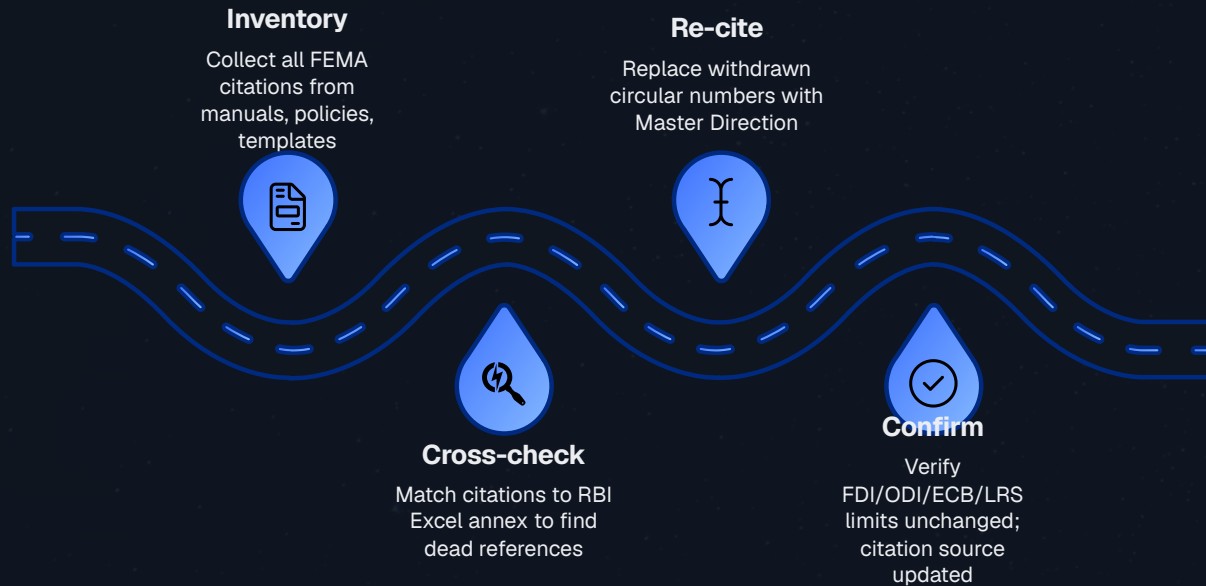 Inventory
Collect all FEMA
citations from
manuals, policies,
templates
Cross-check
Match citations to RBI
Excel annex to find
dead references
Re-cite
Replace withdrawn
circular numbers with
Master Direction
Confirm
Verify
FDI/ODI/ECB/LRS
limits unchanged;
citation source
updated